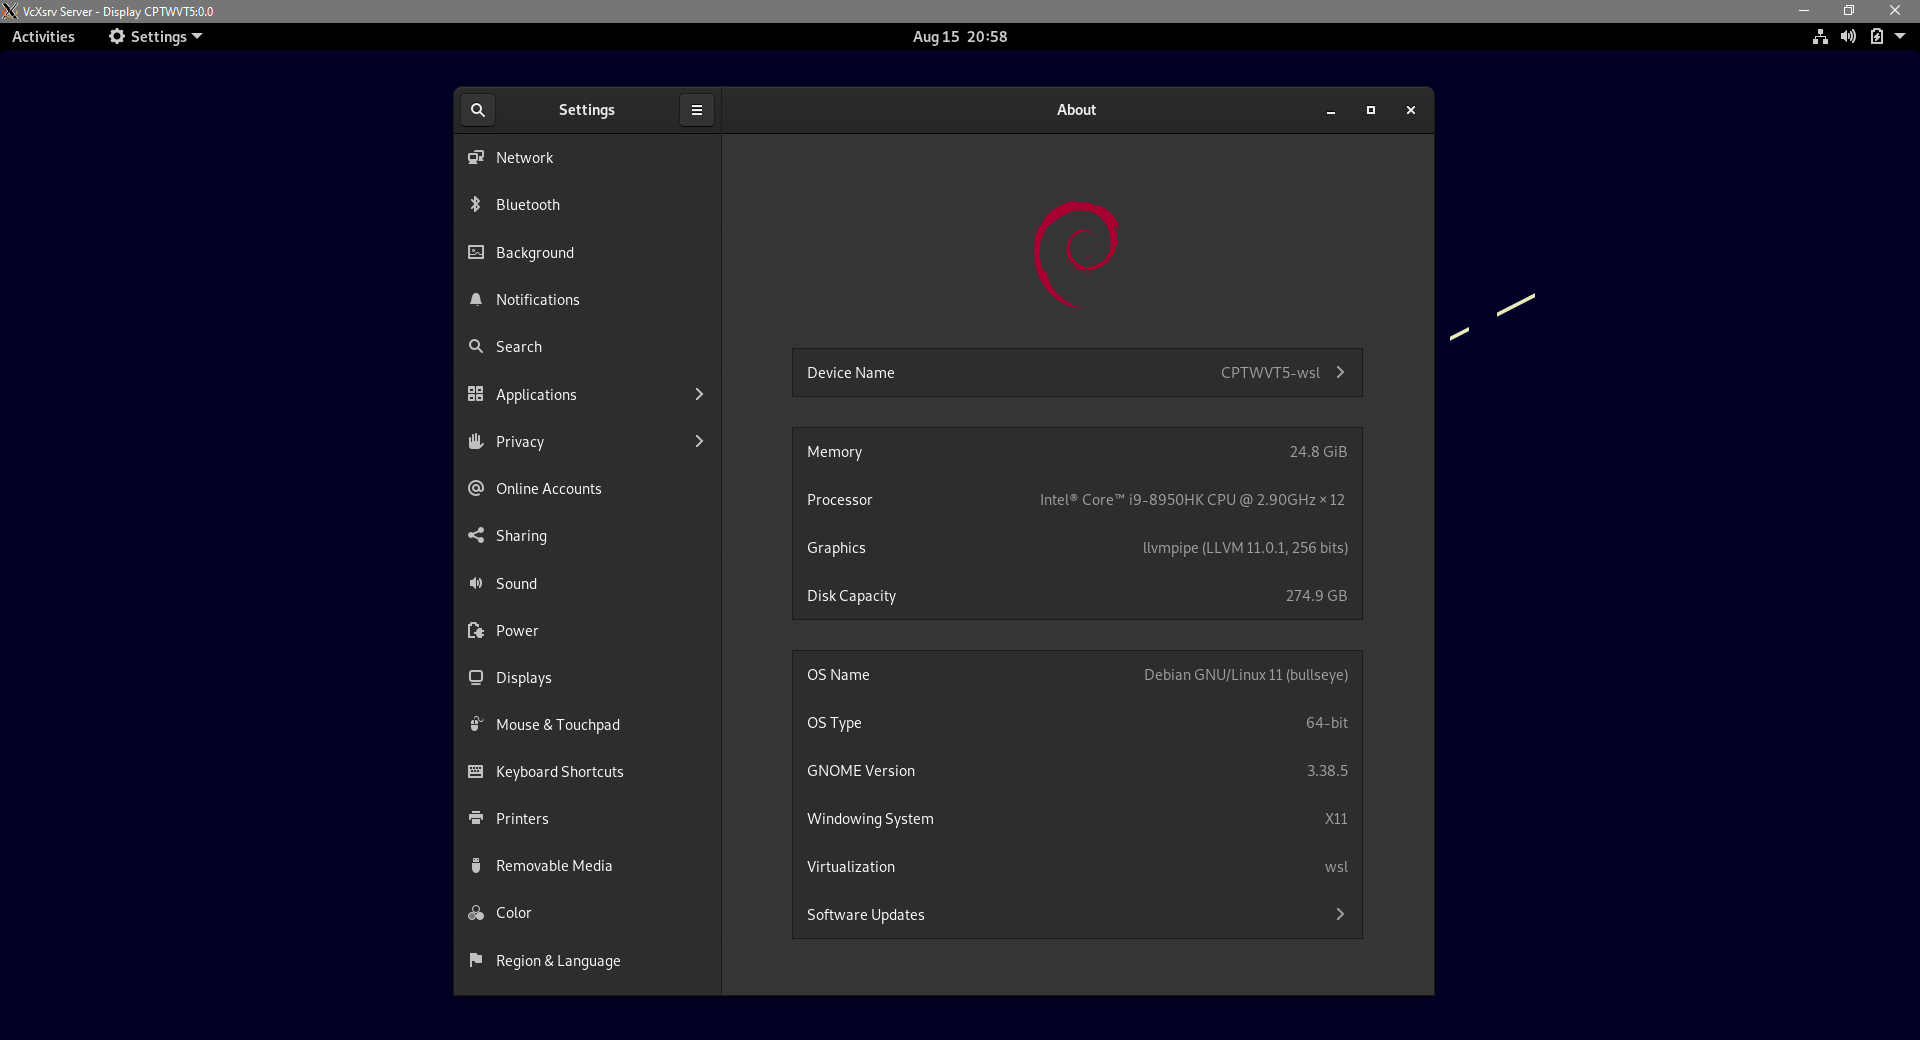 VcXsrv Server - Display CPTWVT5:0.0
Activities Settings Aug 15 20:58
Settings About
Network
Bluetooth
Background
Notifications
Search
Applications
Privacy
Online Accounts
Sharing
Sound
Power
Displays
Mouse & Touchpad
Keyboard Shortcuts
Printers
Removable Media
Color
Region & Language
Device Name CPTWVT5-wsl
Memory 24.8 GiB
Processor Intel® Core™ i9-8950HK CPU @ 2.90GHz × 12
Graphics llvmpipe (LLVM 11.0.1, 256 bits)
Disk Capacity 274.9 GB
OS Name Debian GNU/Linux 11 (bullseye)
OS Type 64-bit
GNOME Version 3.38.5
Windowing System X11
Virtualization wsl
Software Updates